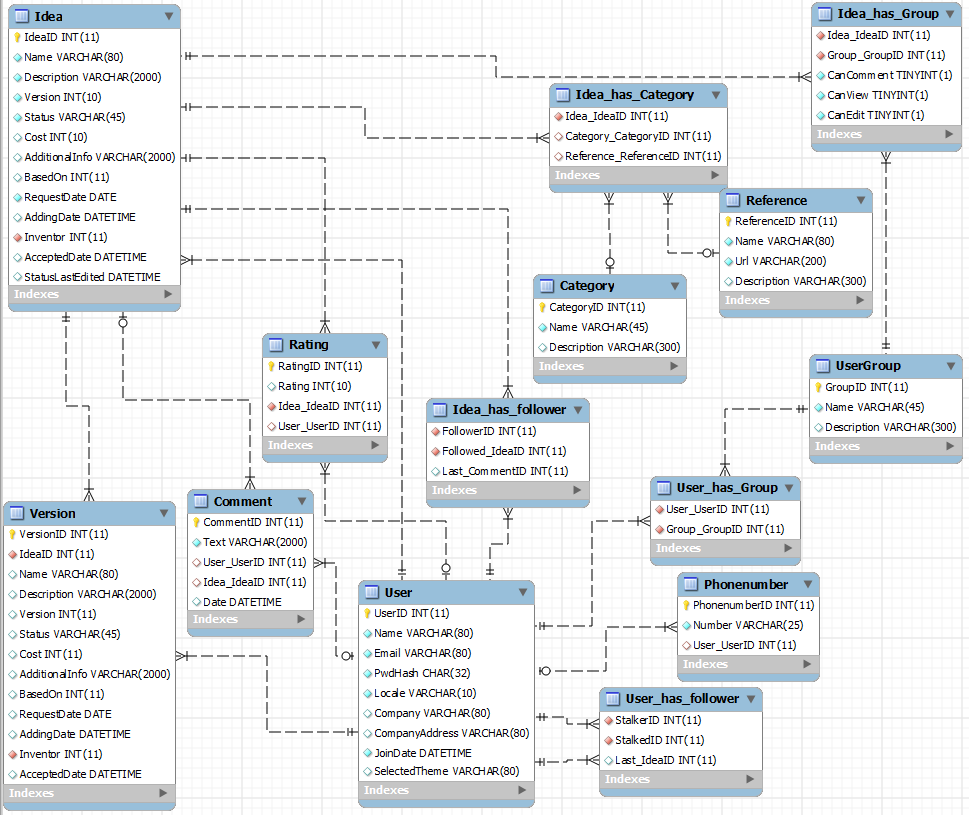 Idea
IdeaID INT(11)
Name VARCHAR(80)
Description VARCHAR(2000)
Version INT(10)
Status VARCHAR(45)
Cost INT(10)
AdditionalInfo VARCHAR(2000)
BasedOn INT(11)
RequestDate DATE
AddingDate DATETIME
Inventor INT(11)
AcceptedDate DATETIME
StatusLastEdited DATETIME
Indexes
Idea_has_Group
Idea_IdeaID INT(11)
Group_GroupID INT(11)
CanComment TINYINT(1)
CanView TINYINT(1)
CanEdit TINYINT(1)
Indexes
Idea_has_Category
Idea_IdeaID INT(11)
Category_CategoryID INT(11)
Reference_ReferenceID INT(11)
Indexes
Reference
ReferenceID INT(11)
Name VARCHAR(80)
Url VARCHAR(200)
Description VARCHAR(300)
Indexes
Category
CategoryID INT(11)
Name VARCHAR(45)
Description VARCHAR(300)
Indexes
Rating
RatingID INT(11)
Rating INT(10)
Idea_IdeaID INT(11)
User_UserID INT(11)
Indexes
UserGroup
GroupID INT(11)
Name VARCHAR(45)
Description VARCHAR(300)
Indexes
Idea_has_follower
FollowerID INT(11)
Followed_IdeaID INT(11)
Last_CommentID INT(11)
Indexes
User_has_Group
User_UserID INT(11)
Group_GroupID INT(11)
Indexes
Version
VersionID INT(11)
IdeaID INT(11)
Name VARCHAR(80)
Description VARCHAR(2000)
Version INT(11)
Status VARCHAR(45)
Cost INT(11)
AdditionalInfo VARCHAR(2000)
BasedOn INT(11)
RequestDate DATE
AddingDate DATETIME
Inventor INT(11)
AcceptedDate DATETIME
Indexes
Comment
CommentID INT(11)
Text VARCHAR(2000)
User_UserID INT(11)
Idea_IdeaID INT(11)
Date DATETIME
Indexes
User
UserID INT(11)
Name VARCHAR(80)
Email VARCHAR(80)
PwdHash CHAR(32)
Locale VARCHAR(10)
Company VARCHAR(80)
CompanyAddress VARCHAR(80)
JoinDate DATETIME
SelectedTheme VARCHAR(80)
Indexes
Phonenumber
PhonenumberID INT(11)
Number VARCHAR(25)
User_UserID INT(11)
Indexes
User_has_follower
StalkerID INT(11)
StalkedID INT(11)
Last_IdeaID INT(11)
Indexes